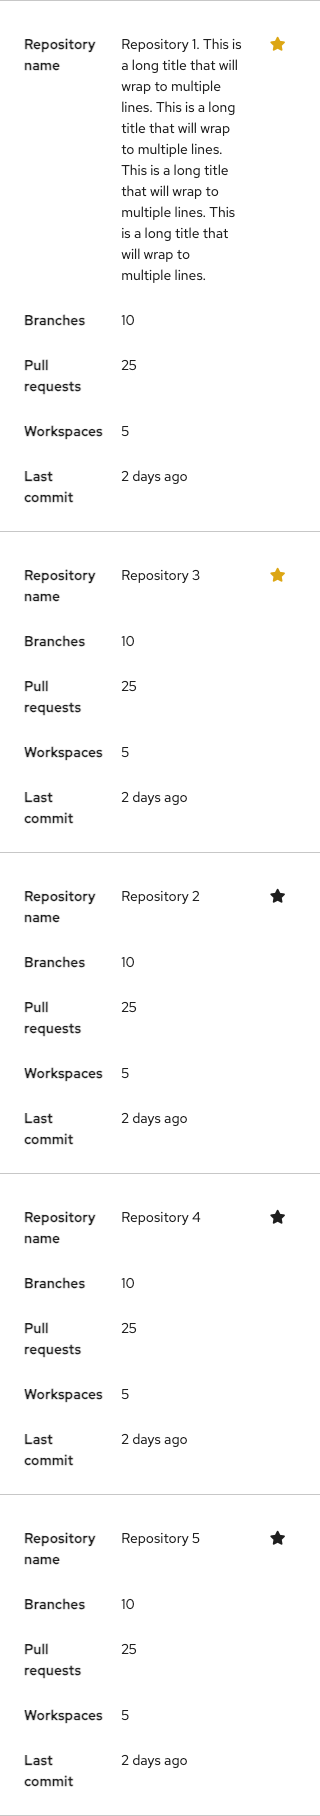 Repository Repository 1. This is
name a long title that will
wrap to multiple
lines. This is a long
title that will wrap
to multiple lines.
This is a long title
that will wrap to
multiple lines. This
is a long title that
will wrap to
multiple lines.
Branches 10
Pull 25
requests
Workspaces 5
Last 2 days ago
commit
Repository Repository 3
name
Branches 10
Pull 25
requests
Workspaces 5
Last 2 days ago
commit
Repository Repository 2
name
Branches 10
Pull 25
requests
Workspaces 5
Last 2 days ago
commit
Repository Repository 4
name
Branches 10
Pull 25
requests
Workspaces 5
Last 2 days ago
commit
Repository Repository 5
name
Branches 10
Pull 25
requests
Workspaces 5
Last 2 days ago
commit